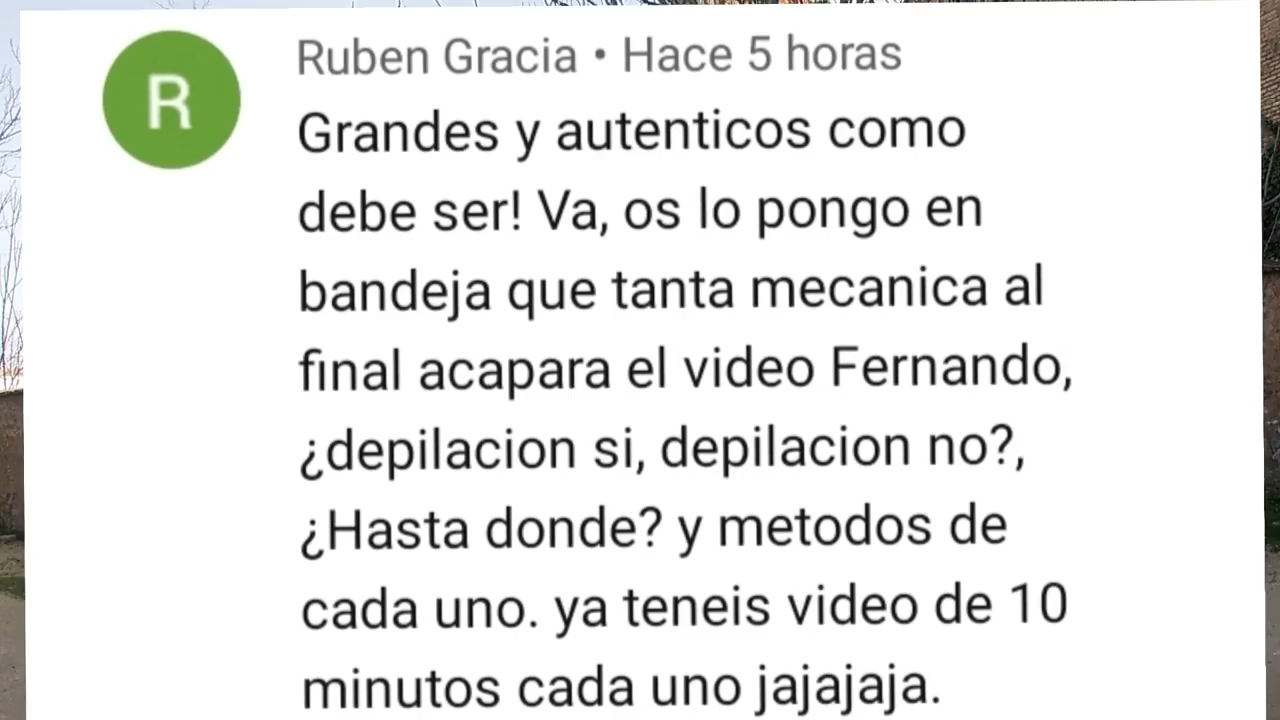 R
Ruben Gracia • Hace 5 horas
Grandes y autenticos como
debe ser! Va, os lo pongo en
bandeja que tanta mecanica al
final acapara el video Fernando,
¿depilacion si, depilacion no?,
¿Hasta donde? y metodos de
cada uno. ya teneis video de 10
minutos cada uno jajajaja.